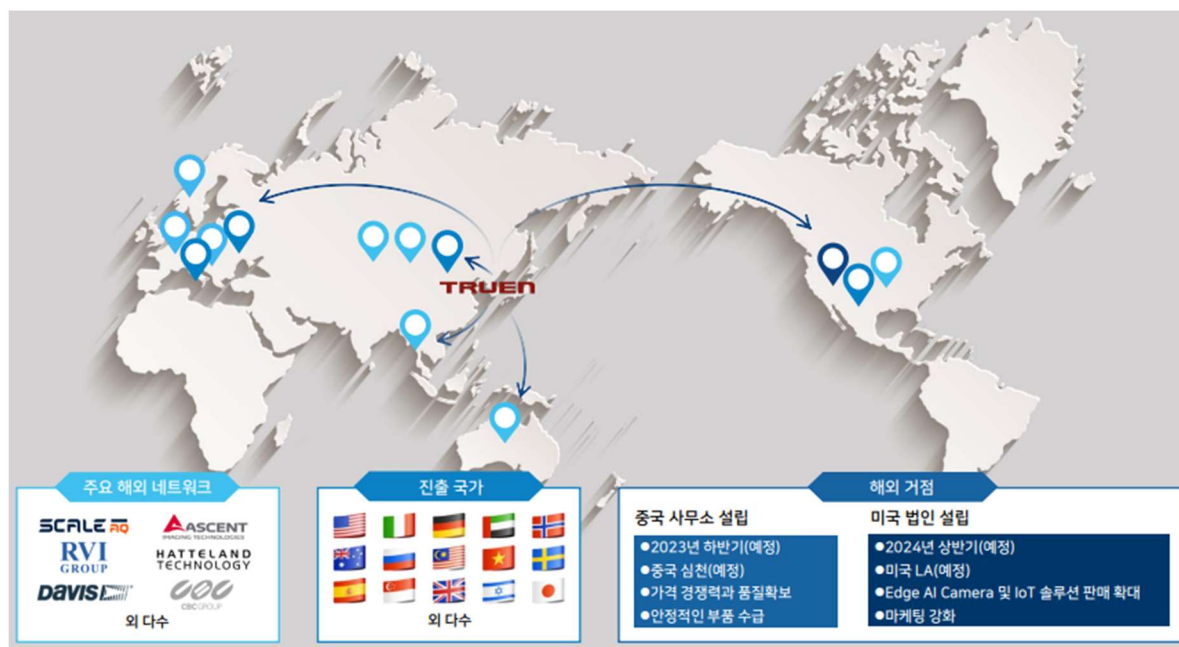 TRUEN
주요 해외 네트워크
SCALE AQ
ASCENT
IMAGING TECHNOLOGIES
RVI
GROUP
HATTELAND
TECHNOLOGY
DAVIS
CBC GROUP
외 다수
진출 국가
외 다수
해외 거점
중국 사무소 설립
•2023년 하반기(예정)
•중국 심천(예정)
•가격 경쟁력과 품질확보
•안정적인 부품 수급
미국 법인 설립
•2024년 상반기(예정)
•미국 LA(예정)
•Edge AI Camera 및 IoT 솔루션 판매 확대
•마케팅 강화